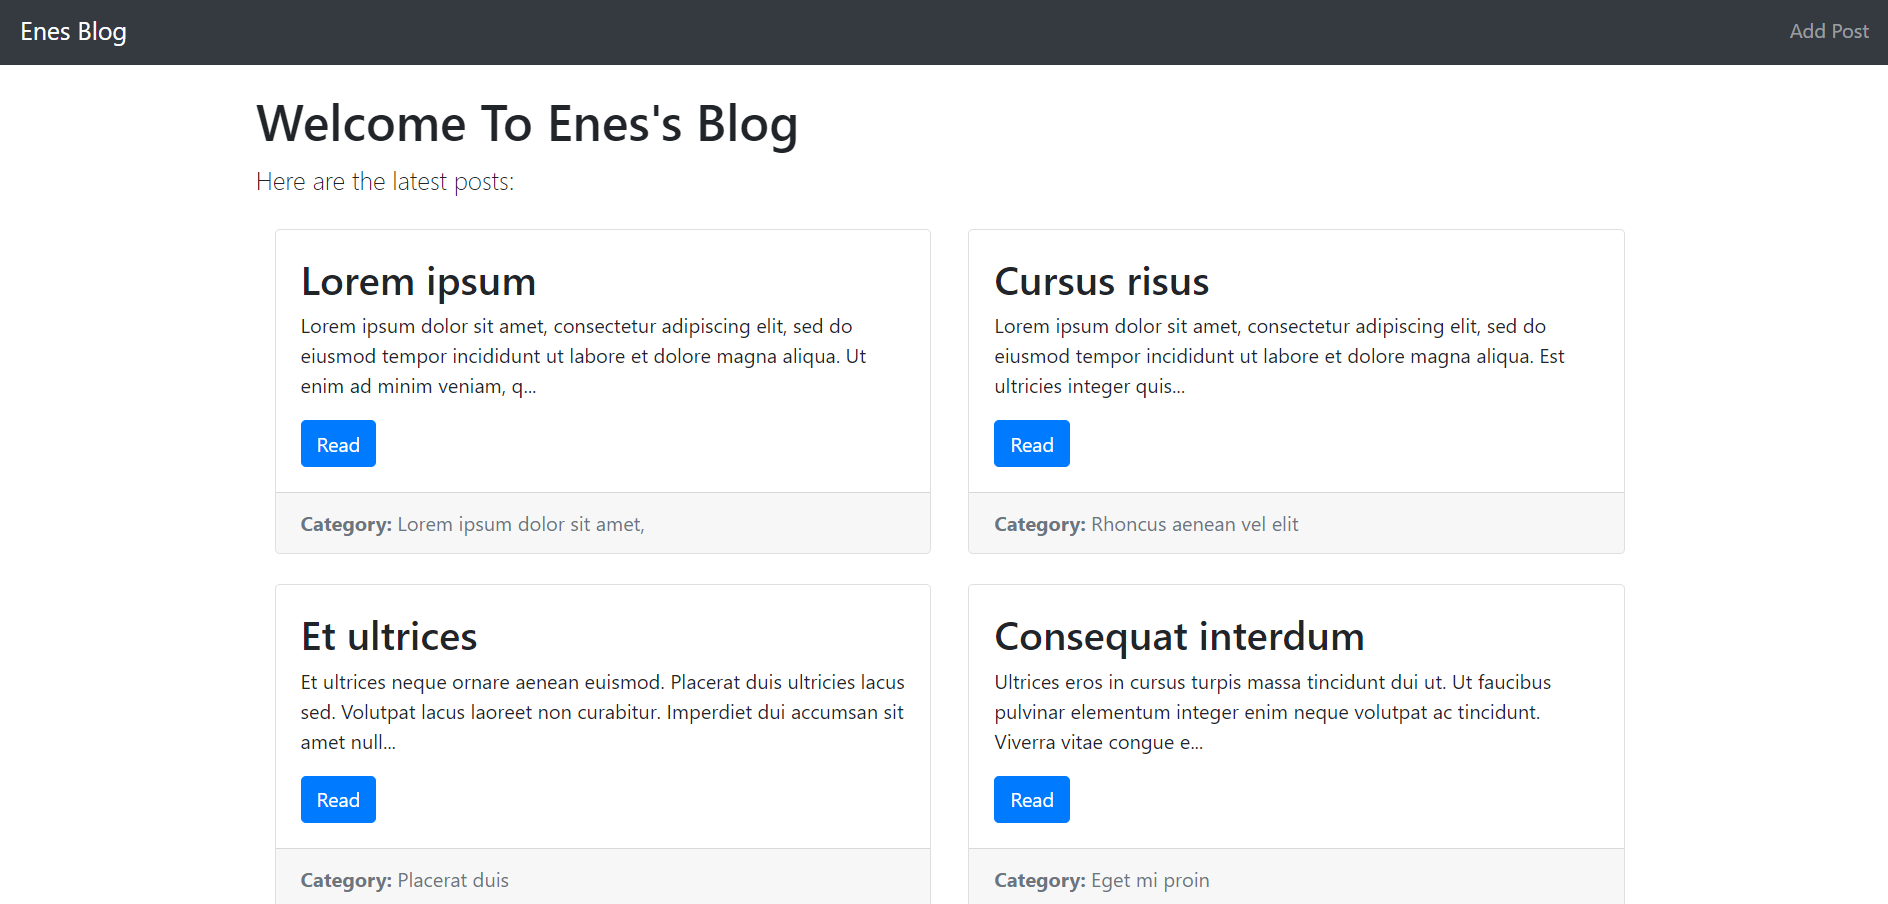 Enes Blog
Add Post
Welcome To Enes's Blog
Here are the latest posts:
Lorem ipsum
Lorem ipsum dolor sit amet, consectetur adipiscing elit, sed do
eiusmod tempor incididunt ut labore et dolore magna aliqua. Ut
enim ad minim veniam, q...
Read
Category: Lorem ipsum dolor sit amet,
Cursus risus
Lorem ipsum dolor sit amet, consectetur adipiscing elit, sed do
eiusmod tempor incididunt ut labore et dolore magna aliqua. Est
ultricies integer quis...
Read
Category: Rhoncus aenean vel elit
Et ultrices
Et ultrices neque ornare aenean euismod. Placerat duis ultricies lacus
sed. Volutpat lacus laoreet non curabitur. Imperdiet dui accumsan sit
amet null...
Read
Category: Placerat duis
Consequat interdum
Ultrices eros in cursus turpis massa tincidunt dui ut. Ut faucibus
pulvinar elementum integer enim neque volutpat ac tincidunt.
Viverra vitae congue e...
Read
Category: Eget mi proin